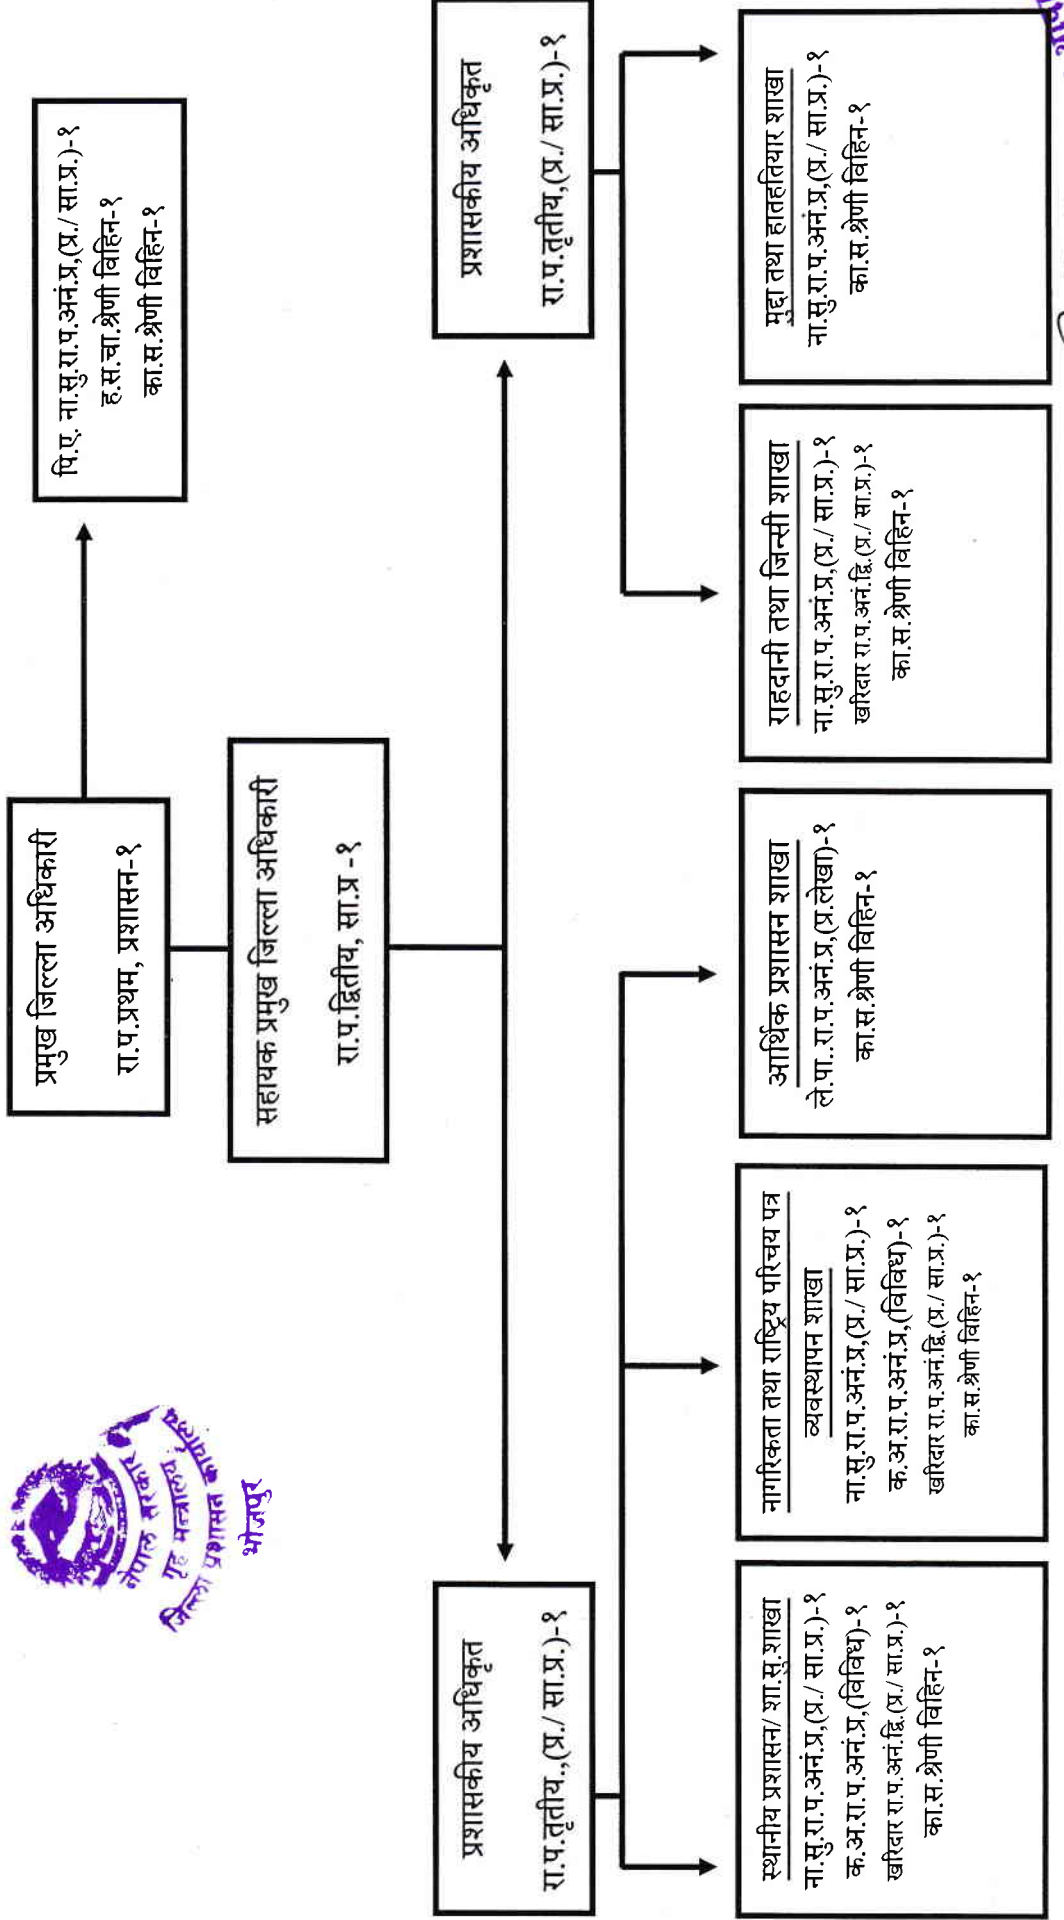 नेपाल सरकार
गृह मन्त्रालय
जिल्ला प्रशासन कार्यालय
भोजपुर
प्रमुख जिल्ला अधिकारी
रा.प.प्रथम, प्रशासन-१
पि.ए. ना.सु.रा.प.अनं.प्र,(प्र./ सा.प्र.)-१
ह.स.चा.श्रेणी विहिन-१
का.स.श्रेणी विहिन-१
सहायक प्रमुख जिल्ला अधिकारी
रा.प.द्वितीय, सा.प्र -१
प्रशासकीय अधिकृत
रा.प.तृतीय.,(प्र./ सा.प्र.)-१
प्रशासकीय अधिकृत
रा.प.तृतीय,(प्र./ सा.प्र.)-१
स्थानीय प्रशासन/ शा.सु.शाखा
ना.सु.रा.प.अनं.प्र,(प्र./ सा.प्र.)-१
क.अ.रा.प.अनं.प्र,(विविध)-१
खरिदार रा.प.अनं.द्वि.(प्र./ सा.प्र.)-१
का.स.श्रेणी विहिन-१
नागरिकता तथा राष्ट्रिय परिचय पत्र
व्यवस्थापन शाखा
ना.सु.रा.प.अनं.प्र,(प्र./ सा.प्र.)-१
क.अ.रा.प.अनं.प्र,(विविध)-१
खरिदार रा.प.अनं.द्वि.(प्र./ सा.प्र.)-१
का.स.श्रेणी विहिन-१
आर्थिक प्रशासन शाखा
ले.पा..रा.प.अनं.प्र,(प्र.लेखा)-१
का.स.श्रेणी विहिन-१
राहदानी तथा जिन्सी शाखा
ना.सु.रा.प.अनं.प्र,(प्र./ सा.प्र.)-१
खरिदार रा.प.अनं.द्वि.(प्र./ सा.प्र.)-१
का.स.श्रेणी विहिन-१
मुद्दा तथा हातहतियार शाखा
ना.सु.रा.प.अनं.प्र,(प्र./ सा.प्र.)-१
का.स.श्रेणी विहिन-१